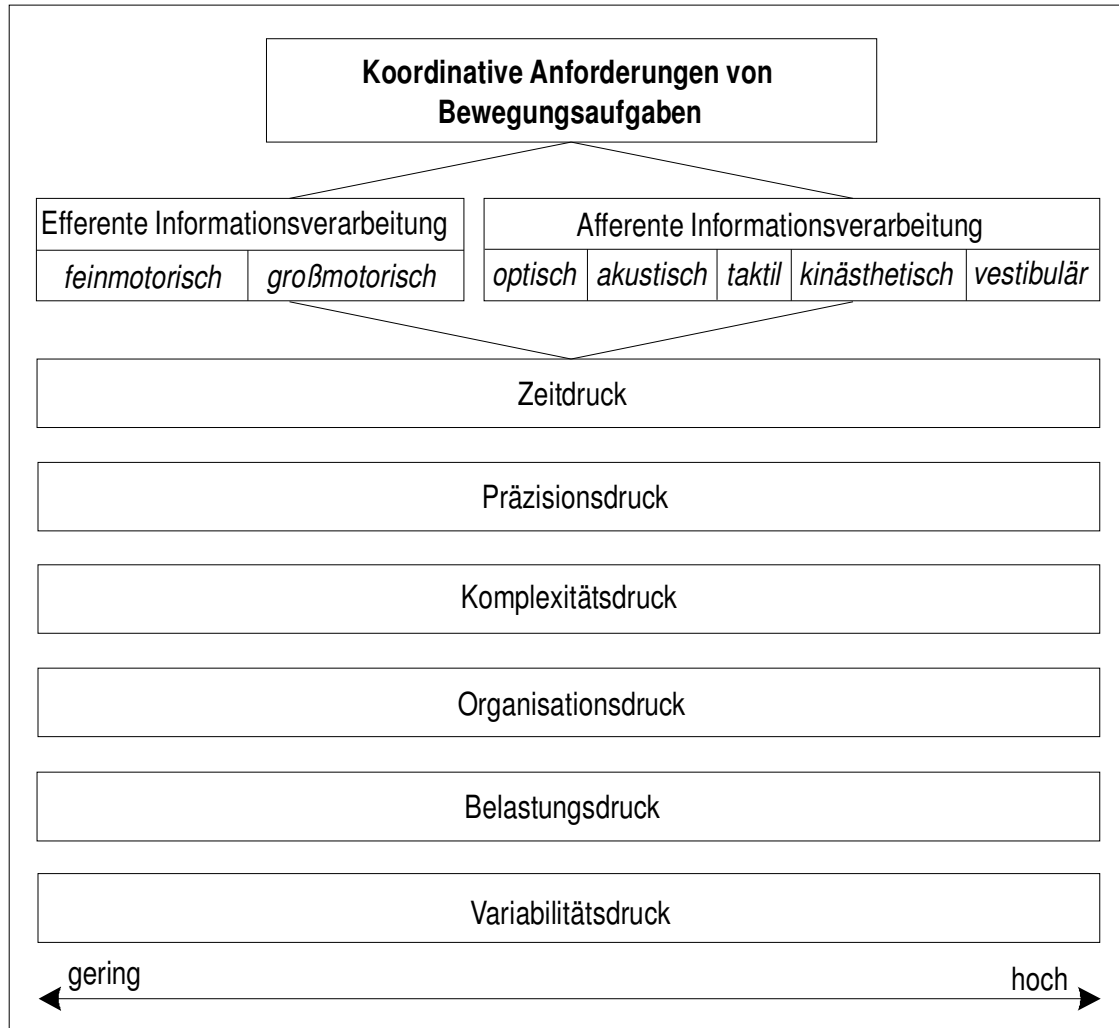 Koordinative Anforderungen von
Bewegungsaufgaben
Efferente Informationsverarbeitung
feinmotorisch
großmotorisch
Afferente Informationsverarbeitung
optisch
akustisch
taktil
kinästhetisch
vestibulär
Zeitdruck
Präzisionsdruck
Komplexitätsdruck
Organisationsdruck
Belastungsdruck
Variabilitätsdruck
gering
hoch